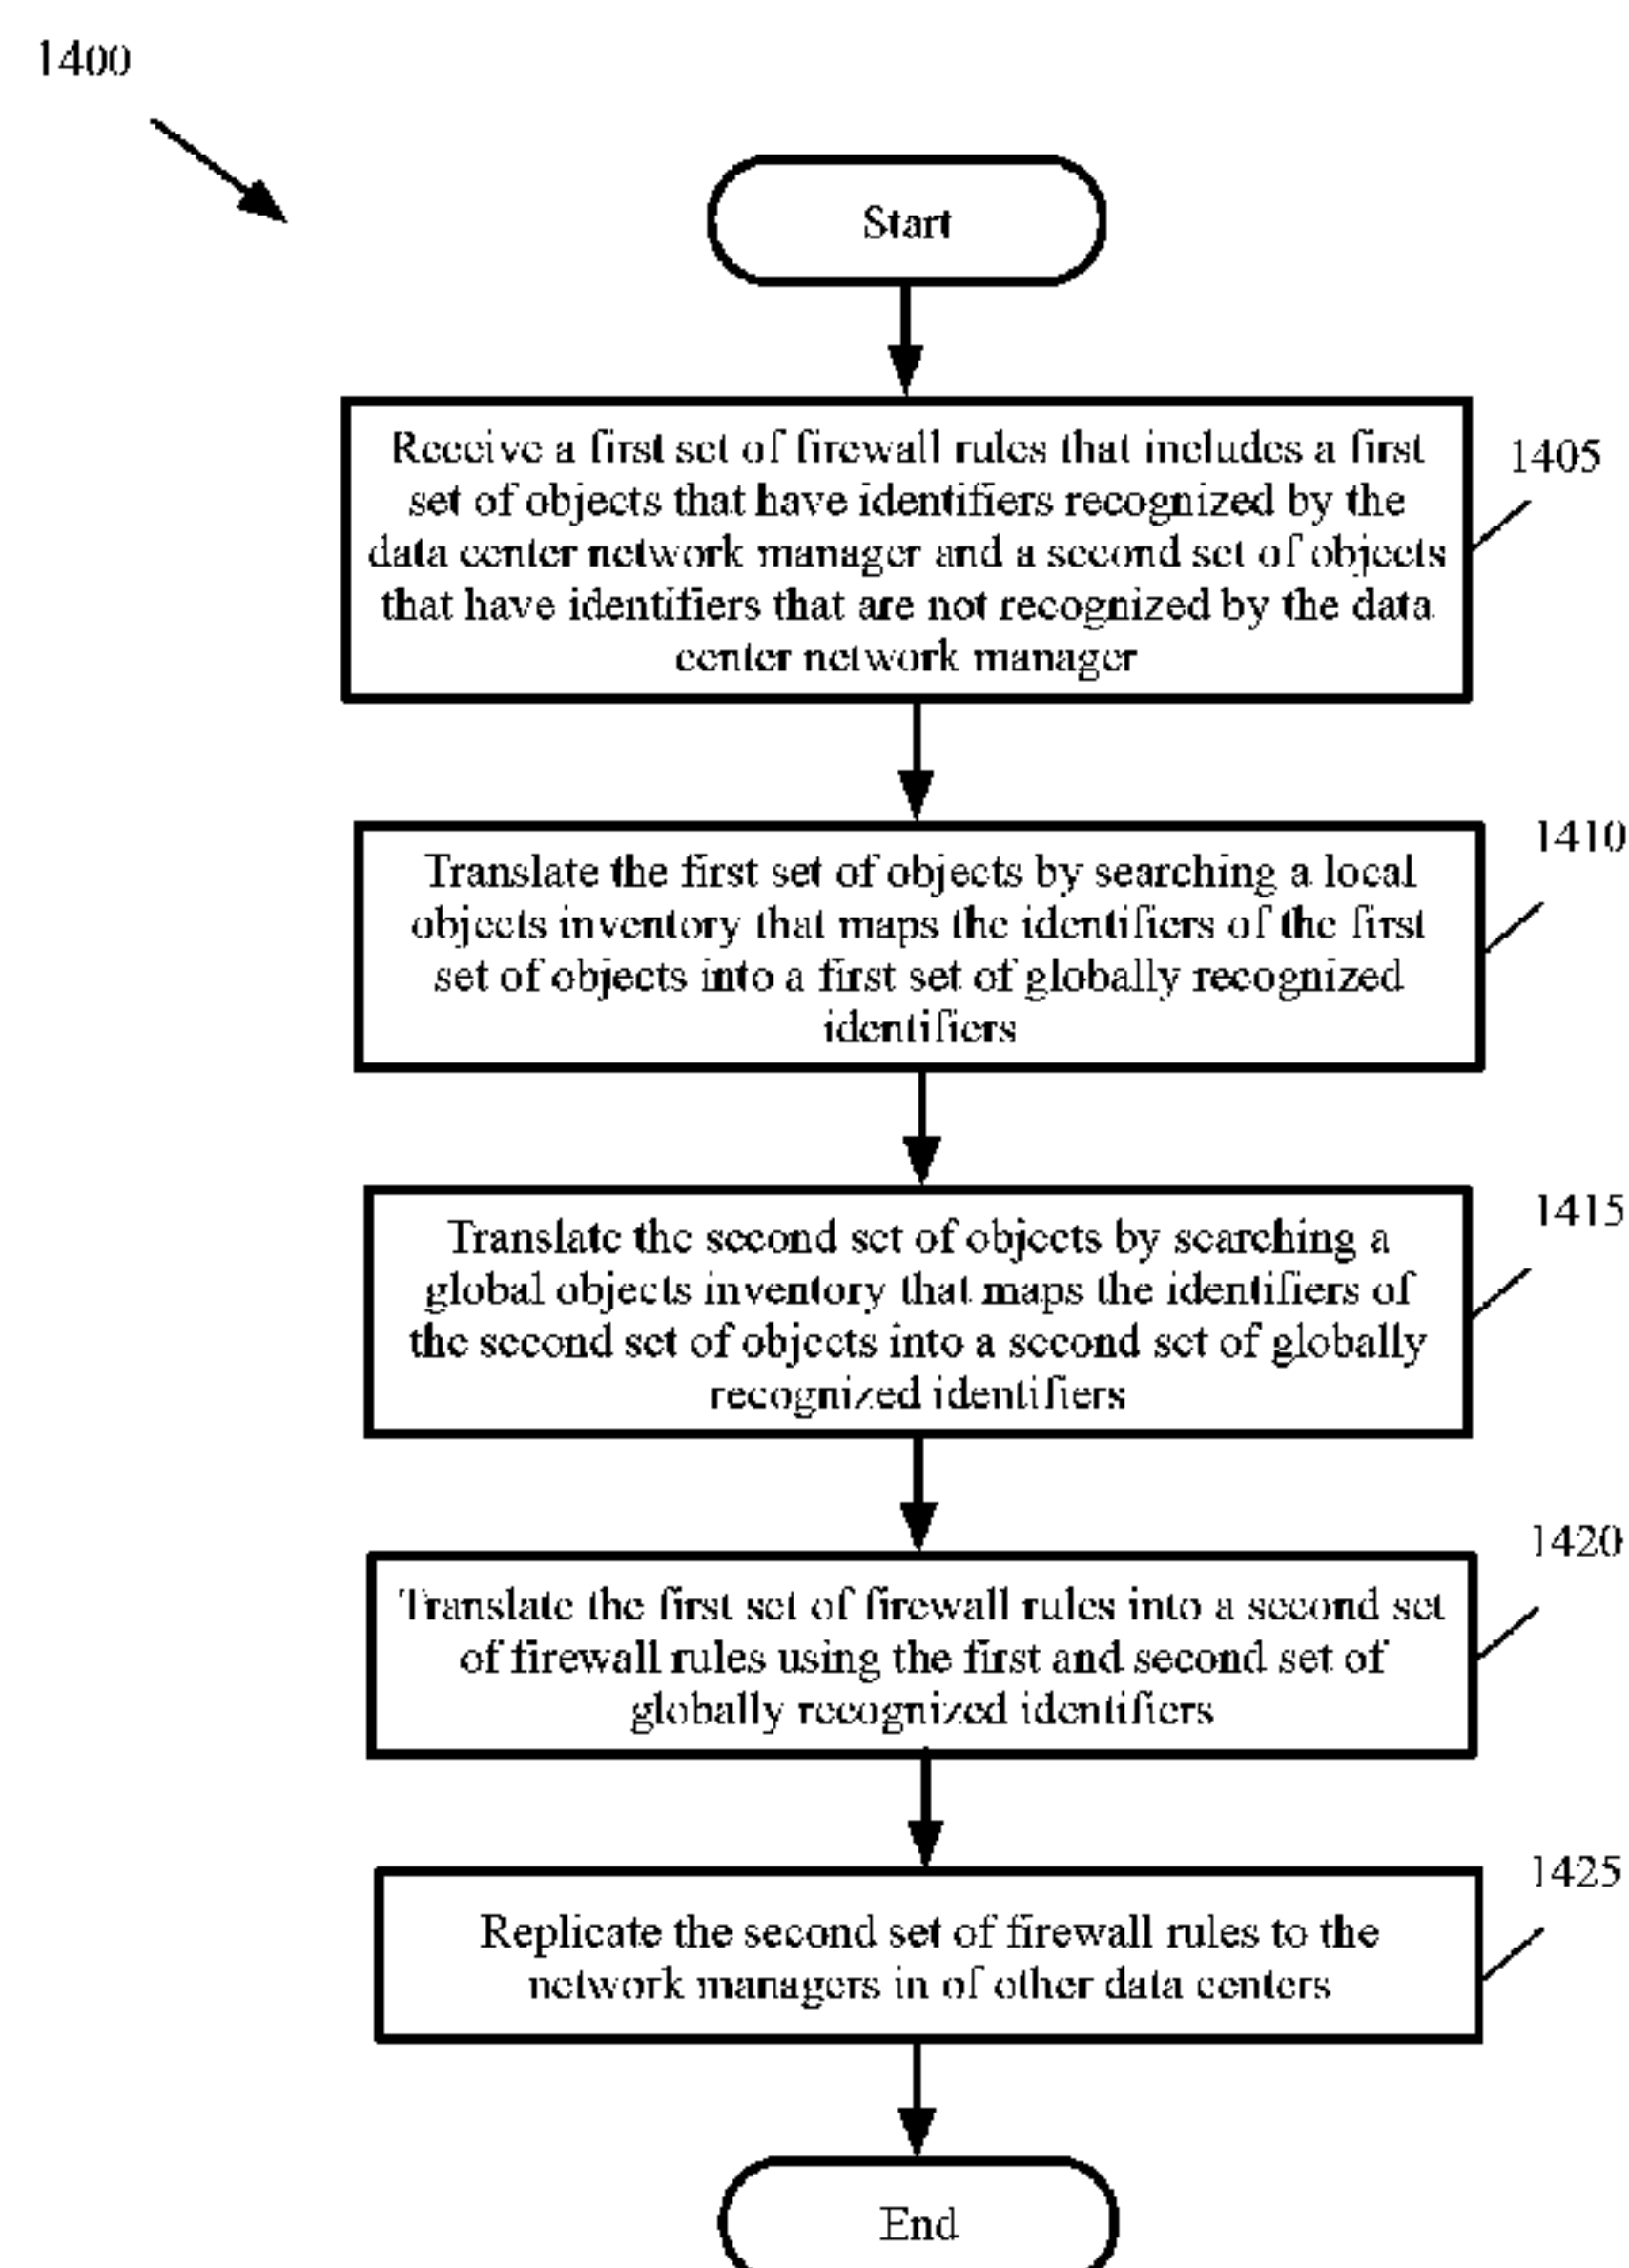 1400
Start
Receive a first set of firewall rules that includes a first
set of objects that have identifiers recognized by the
data center network manager and a second set of objects
that have identifiers that are not recognized by the data
center network manager
1405
Translate the first set of objects by searching a local
objects inventory that maps the identifiers of the first
set of objects into a first set of globally recognized
identifiers
1410
Translate the second set of objects by searching a
global objects inventory that maps the identifiers of
the second set of objects into a second set of globally
recognized identifiers
1415
Translate the first set of firewall rules into a second set
of firewall rules using the first and second set of
globally recognized identifiers
1420
Replicate the second set of firewall rules to the
network managers in of other data centers
1425
End